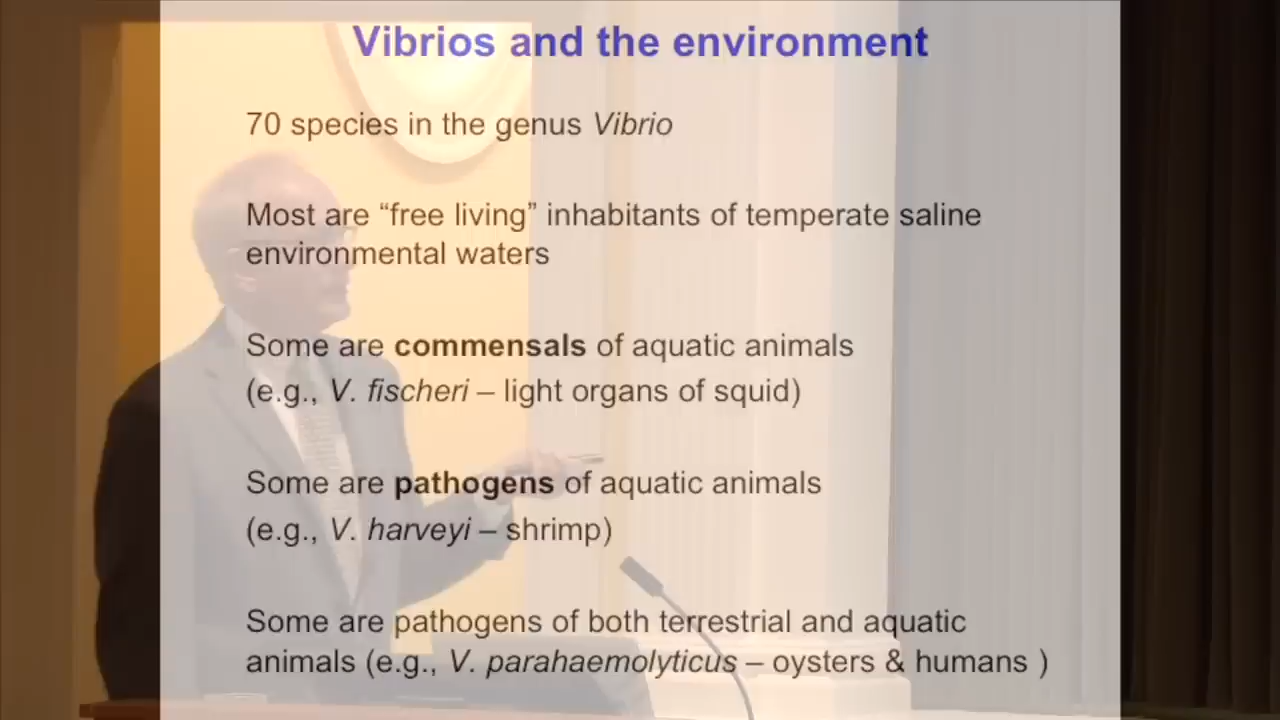 Vibrios and the environment
70 species in the genus Vibrio
Most are “free living” inhabitants of temperate saline
environmental waters
Some are commensals of aquatic animals
(e.g., V. fischeri – light organs of squid)
Some are pathogens of aquatic animals
(e.g., V. harveyi – shrimp)
Some are pathogens of both terrestrial and aquatic
animals (e.g., V. parahaemolyticus – oysters & humans )